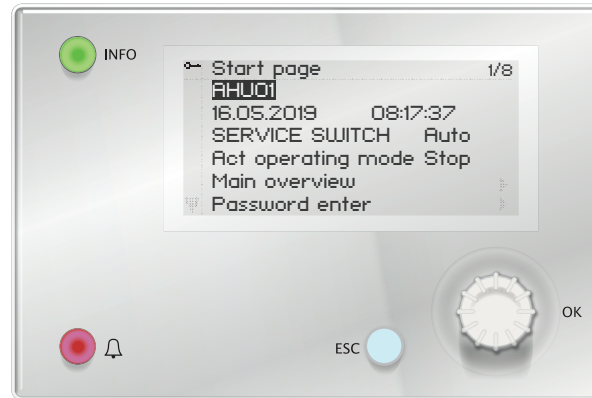 INFO
Start page 1/8
AHU01
16.05.2019 08:17:37
SERVICE SWITCH Auto
Act operating mode Stop
Main overview
Password enter
OK
ESC